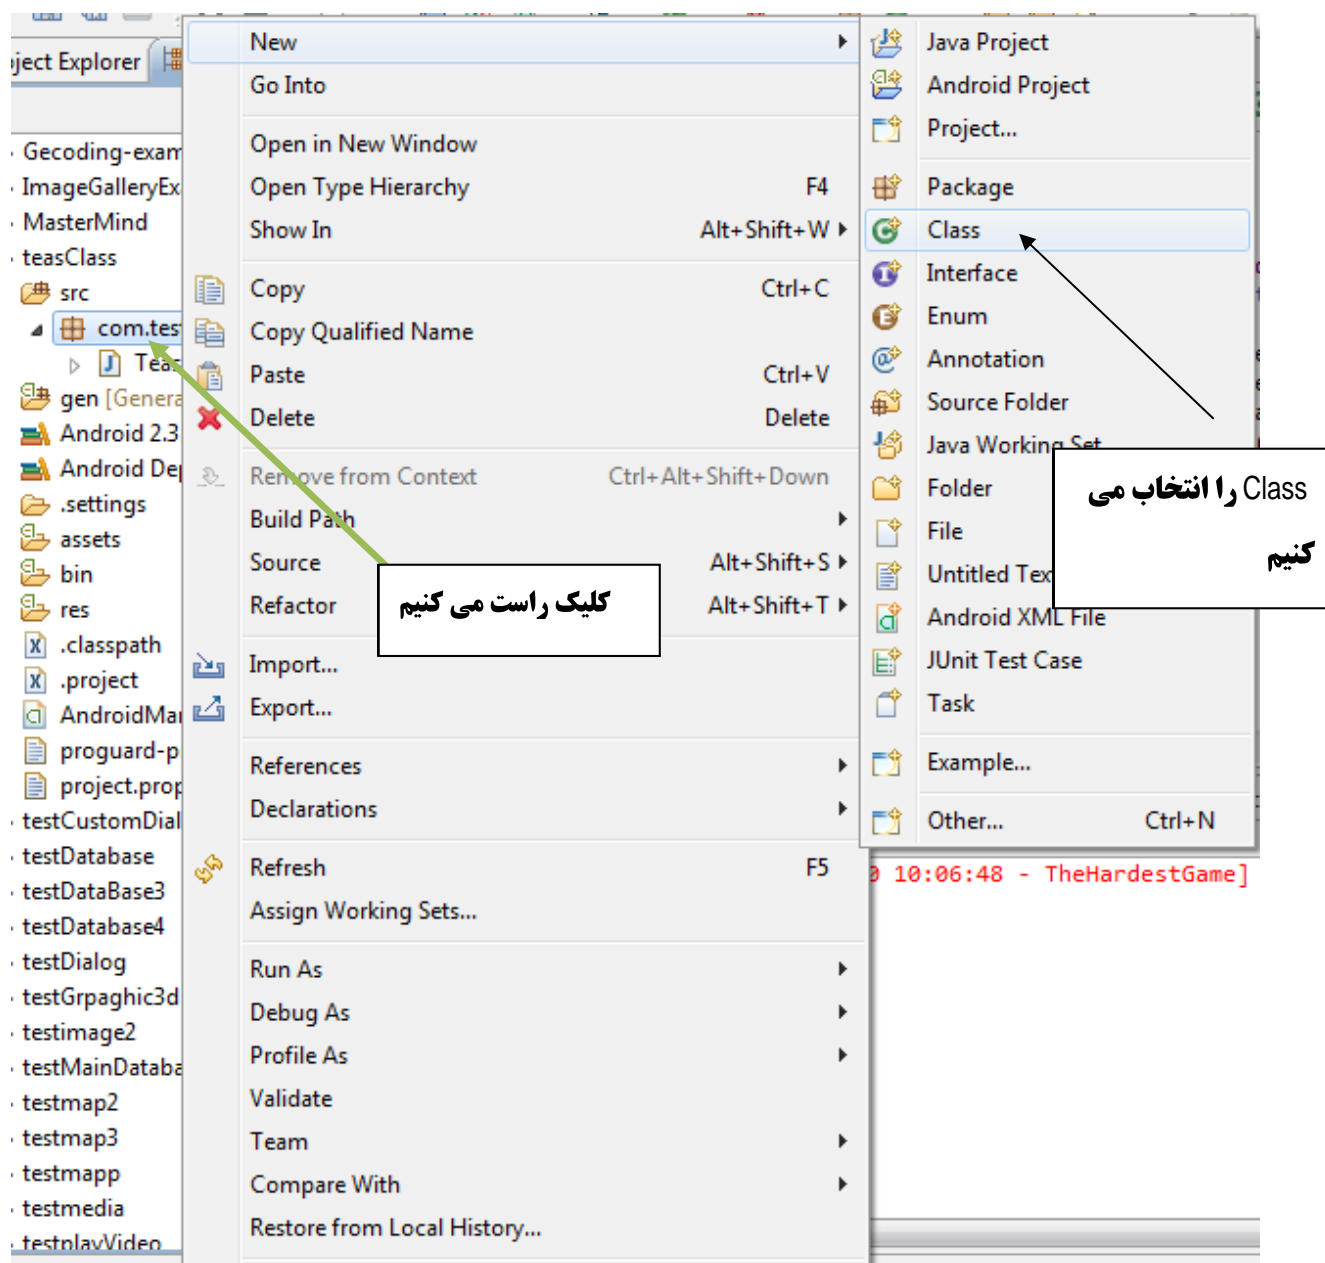 ject Explorer
Gecoding-exam
ImageGalleryEx
MasterMind
teasClass
src
com.tes
Teas
gen [Genera
Android 2.3
Android Dep
.settings
assets
bin
res
.classpath
.project
AndroidMar
proguard-p
project.prop
testCustomDial
testDatabase
testDataBase3
testDatabase4
testDialog
testGrpaghic3d
testimage2
testMainDataba
testmap2
testmap3
testmapp
testmedia
testplayVideo
New
Go Into
Open in New Window
Open Type Hierarchy F4
Show In Alt+Shift+W
Copy Ctrl+C
Copy Qualified Name
Paste Ctrl+V
Delete Delete
Remove from Context Ctrl+Alt+Shift+Down
Build Path
Source Alt+Shift+S
Refactor Alt+Shift+T
کلیک راست می کنیم
Import...
Export...
References
Declarations
Refresh F5
Assign Working Sets...
Run As
Debug As
Profile As
Validate
Team
Compare With
Restore from Local History...
Java Project
Android Project
Project...
Package
Class
Interface
Enum
Annotation
Source Folder
Java Working Set
Folder
File
Untitled Tex
Android XML File
JUnit Test Case
Task
Example...
Other... Ctrl+N
Class را انتخاب می
کنیم
10:06:48 - TheHardestGame]